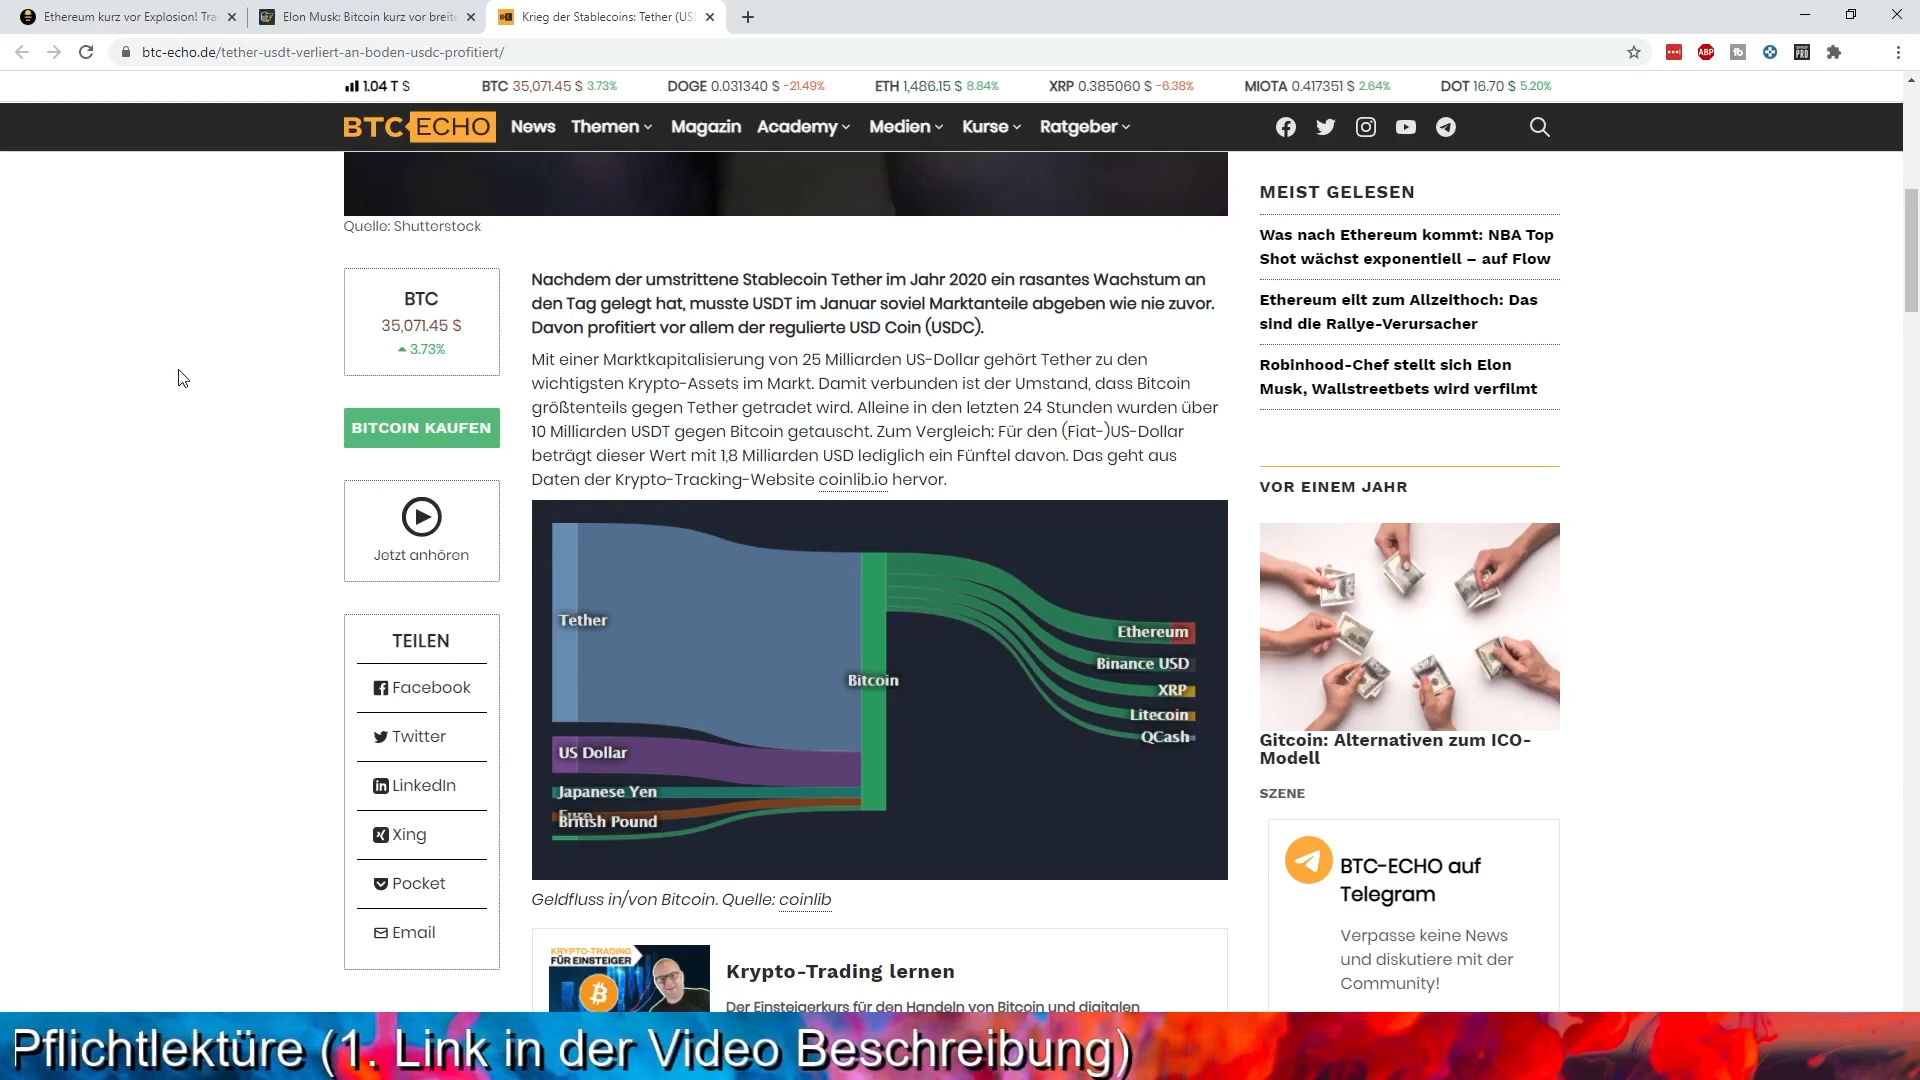 Ethereum kurz vor Explosion! Tra
Elon Musk: Bitcoin kurz vor breite
Krieg der Stablecoins: Tether (US
btc-echo.de/tether-usdt-verliert-an-boden-usdc-profitiert/
ABP
1.04 T $
BTC 35,071.45 $ 3.73%
DOGE 0.031340 $ -21.49%
ETH 1,486.15 $ 8.84%
XRP 0.385060 $ -6.38%
MIOTA 0.417351 $ 2.64%
DOT 16.70 $ 5.20%
BTC ECHO
News
Themen
Magazin
Academy
Medien
Kurse
Ratgeber
Quelle: Shutterstock
BTC
35,071.45 $
3.73%
BITCOIN KAUFEN
Jetzt anhören
TEILEN
Facebook
Twitter
LinkedIn
Xing
Pocket
Email
Nachdem der umstrittene Stablecoin Tether im Jahr 2020 ein rasantes Wachstum an
den Tag gelegt hat, musste USDT im Januar soviel Marktanteile abgeben wie nie zuvor.
Davon profitiert vor allem der regulierte USD Coin (USDC).
Mit einer Marktkapitalisierung von 25 Milliarden US-Dollar gehört Tether zu den
wichtigsten Krypto-Assets im Markt. Damit verbunden ist der Umstand, dass Bitcoin
größtenteils gegen Tether getradet wird. Alleine in den letzten 24 Stunden wurden über
10 Milliarden USDT gegen Bitcoin getauscht. Zum Vergleich: Für den (Fiat-)US-Dollar
beträgt dieser Wert mit 1,8 Milliarden USD lediglich ein Fünftel davon. Das geht aus
Daten der Krypto-Tracking-Website coinlib.io hervor.
Tether
US Dollar
Japanese Yen
Euro
British Pound
Bitcoin
Ethereum
Binance USD
XRP
Litecoin
QCash
Geldfluss in/von Bitcoin. Quelle: coinlib
KRYPTO-TRADING
FÜR EINSTEIGER
Krypto-Trading lernen
Der Einsteigerkurs für den Handeln von Bitcoin und digitalen
MEIST GELESEN
Was nach Ethereum kommt: NBA Top
Shot wächst exponentiell – auf Flow
Ethereum eilt zum Allzeithoch: Das
sind die Rallye-Verursacher
Robinhood-Chef stellt sich Elon
Musk, Wallstreetbets wird verfilmt
VOR EINEM JAHR
Gitcoin: Alternativen zum ICO-
Modell
SZENE
BTC-ECHO auf
Telegram
Verpasse keine News
und diskutiere mit der
Community!
Pflichtlektüre (1. Link in der Video Beschreibung)